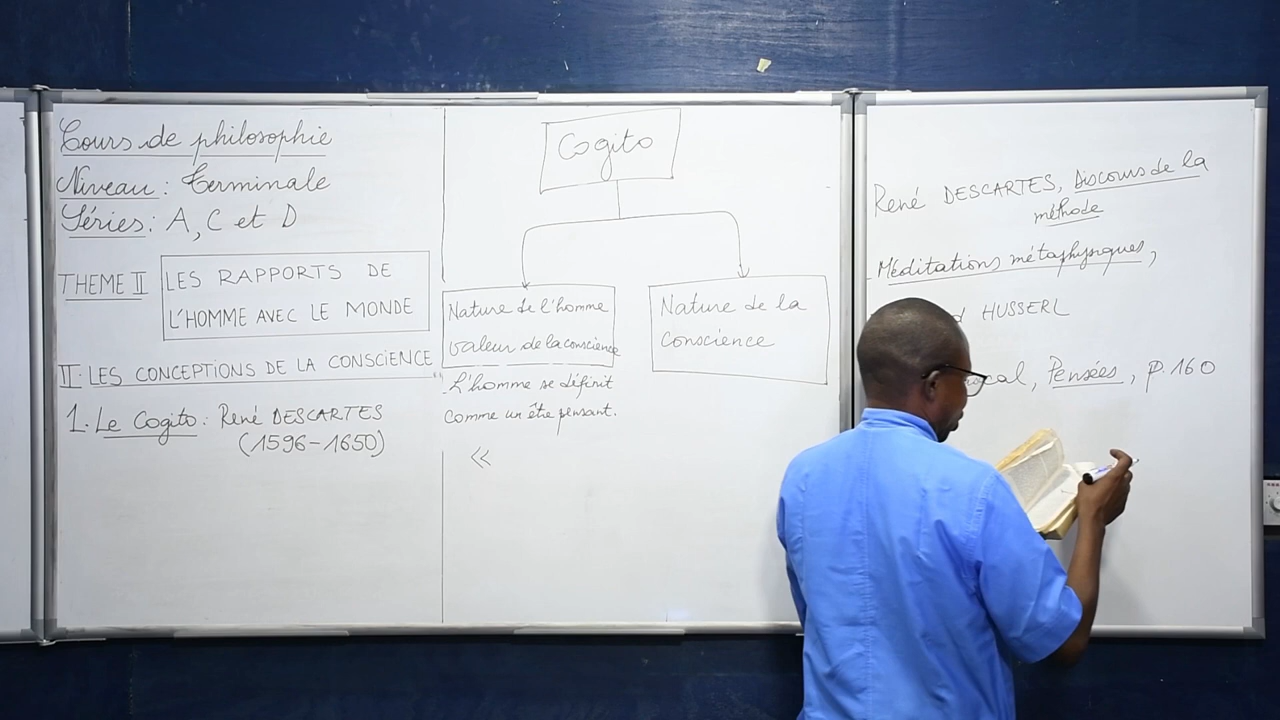 Cours de philosophie
Niveau : Terminale
Séries : A, C et D
THEME II LES RAPPORTS DE
L'HOMME AVEC LE MONDE
II- LES CONCEPTIONS DE LA CONSCIENCE
1. Le Cogito : René DESCARTES
(1596-1650)
Cogito
Nature de l'homme
valeur de la conscience
L'homme se définit
comme un être pensant.
«
Nature de la
Conscience
René DESCARTES, Discours de la
méthode
Méditations métaphysiques,
HUSSERL
Pensées, p.160